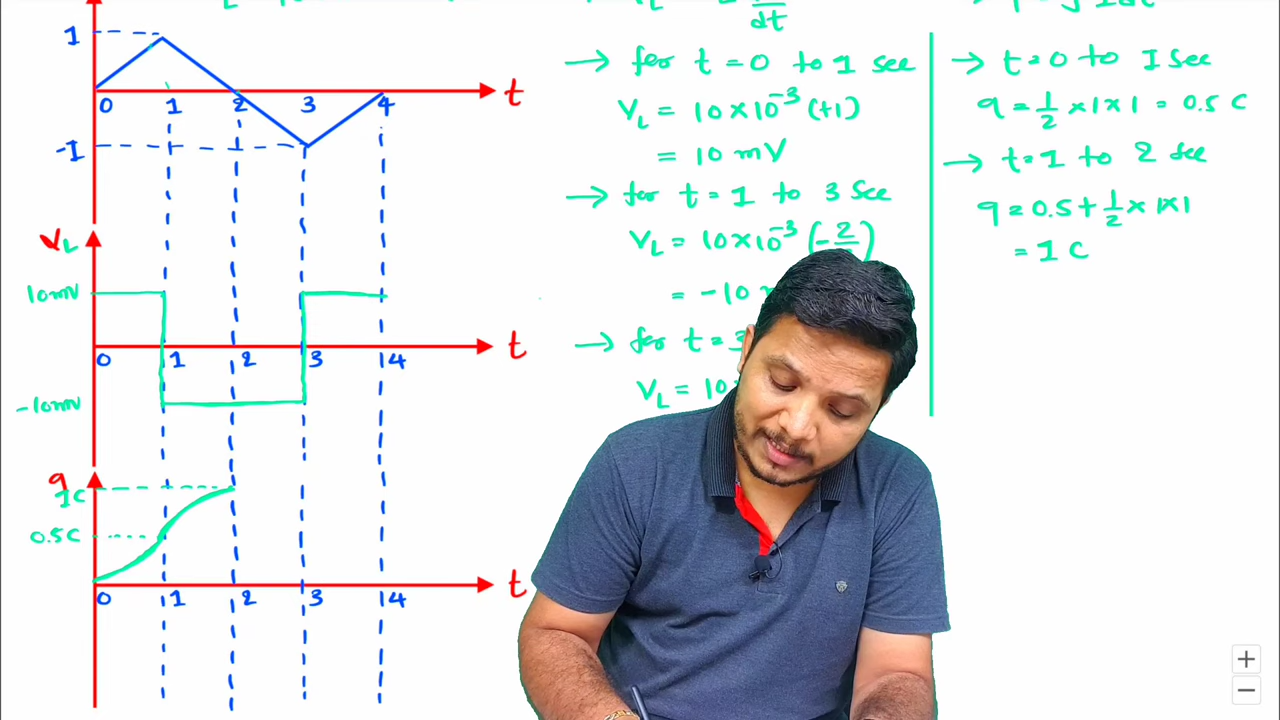 1
0 1 2 3 4 t
-1
VL
10mV
0 1 2 3 4 t
-10mV
q
1C
0.5C
0 1 2 3 4 t
dt
→ for t = 0 to 1 sec
VL = 10×10⁻³ (+1)
= 10 mV
→ for t = 1 to 3 sec
VL = 10×10⁻³ (-2/
= -10
→ for t = 3
VL = 10
→ t=0 to 1 sec
q = 1/2 ×1×1 = 0.5 C
→ t=1 to 2 sec
q = 0.5 + 1/2 × 1×1
= 1 C